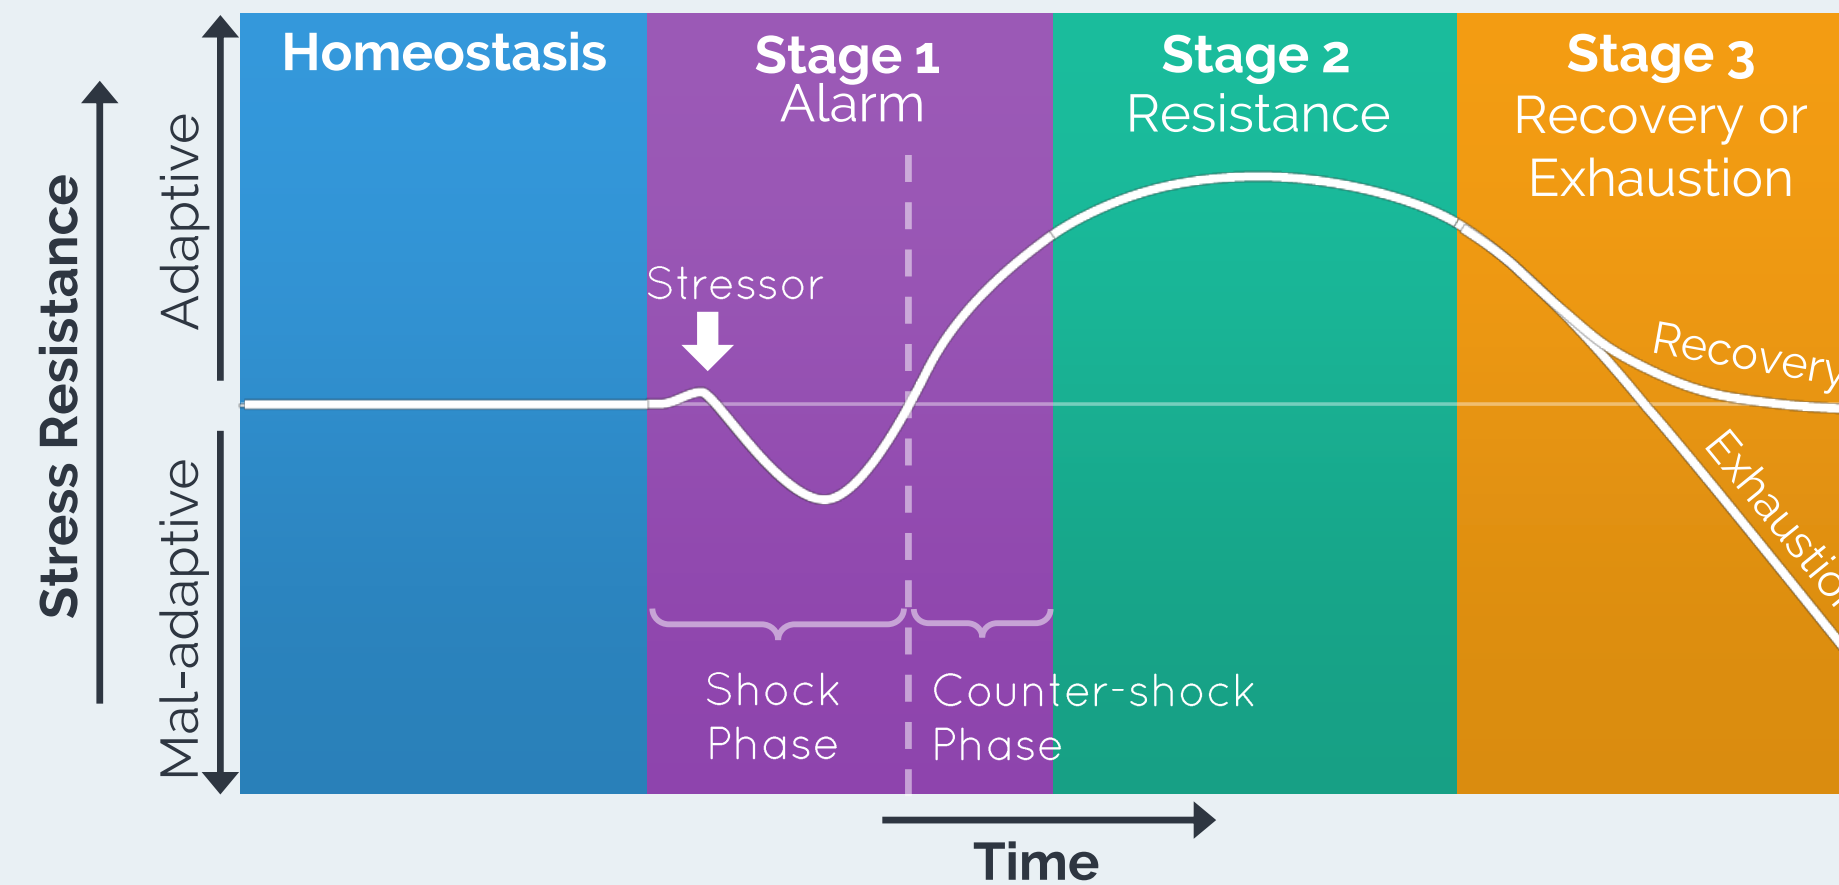 Homeostasis
Stage 1
Alarm
Stage 2
Resistance
Stage 3
Recovery or
Exhaustion
Stress Resistance
Adaptive
Mal-adaptive
Stressor
Recovery
Exhaustion
Shock
Phase
Counter-shock
Phase
Time